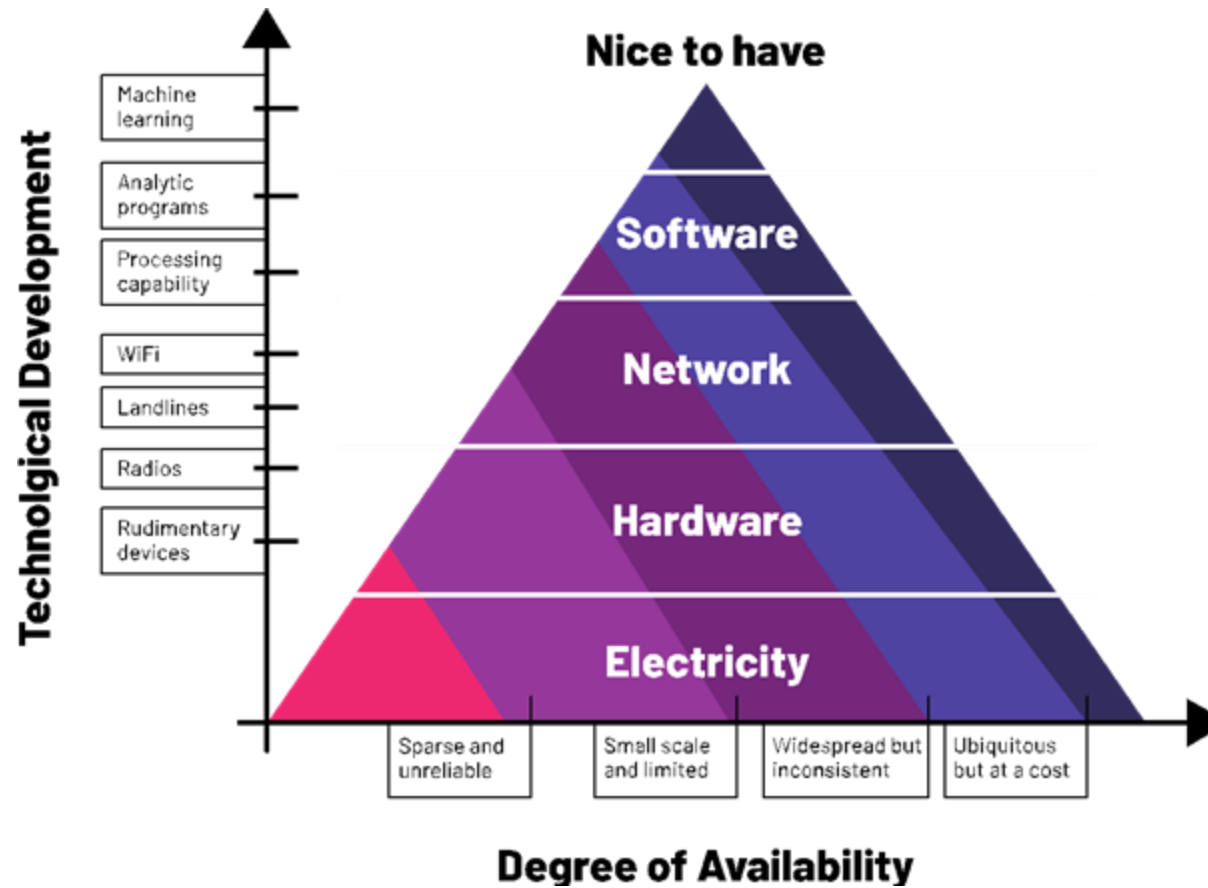 Nice to have
Technolgical Development
Machine
learning
Analytic
programs
Processing
capability
WiFi
Landlines
Radios
Rudimentary
devices
Software
Network
Hardware
Electricity
Sparse and
unreliable
Small scale
and limited
Widespread but
inconsistent
Ubiquitous
but at a cost
Degree of Availability